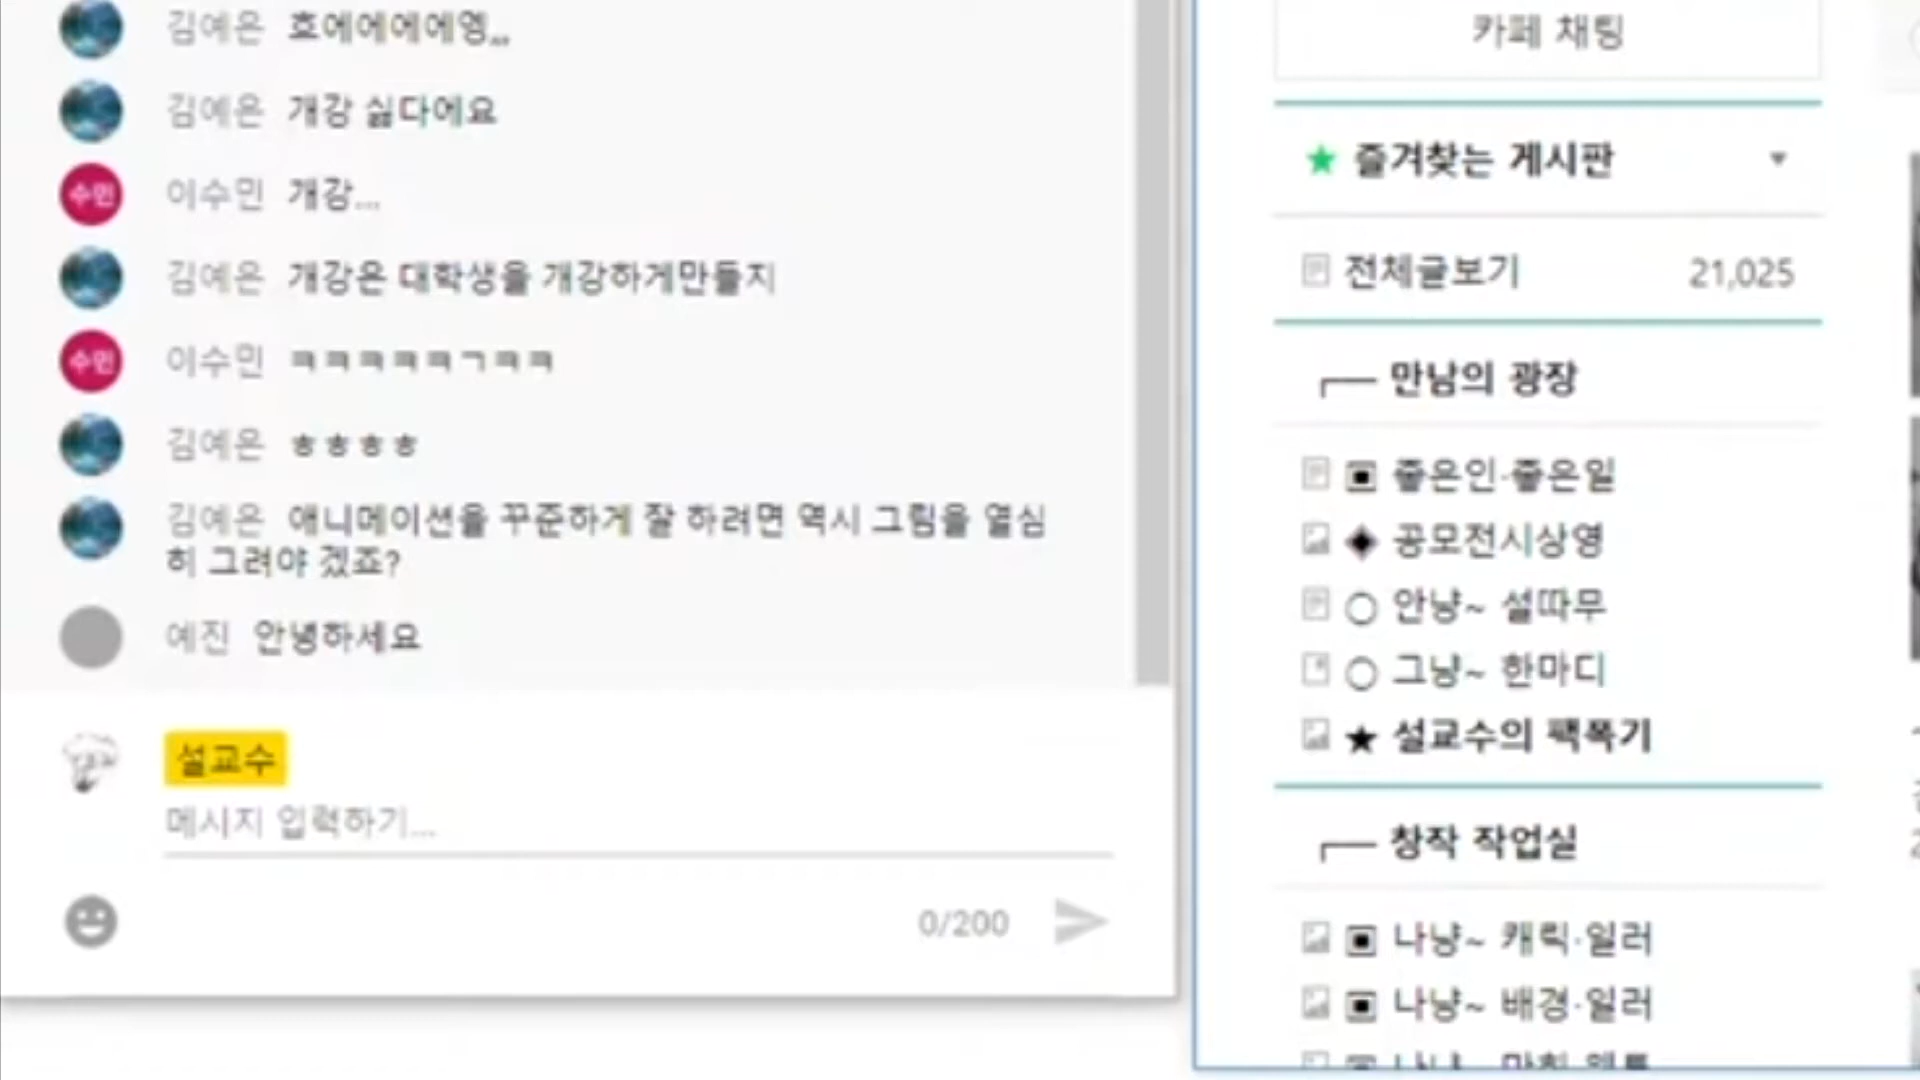 김예은 흐에에에에엥,,
김예은 개강 싫다에요
수민 이수민 개강...
김예은 개강은 대학생을 개강하게만들지
수민 이수민 ㅋㅋㅋㅋㅋㄱㅋㅋ
김예은 ㅎㅎㅎㅎ
김예은 애니메이션을 꾸준하게 잘 하려면 역시 그림을 열심
히 그려야 겠죠?
예진 안녕하세요
설교수
메시지 입력하기...
0/200
카페 채팅
★ 즐겨찾는 게시판 ▼
전체글보기 21,025
┌─ 만남의 광장
▣ 좋은인·좋은일
◈ 공모전시상영
○ 안냥~ 설따무
○ 그냥~ 한마디
★ 설교수의 팩폭기
┌─ 창작 작업실
▣ 나냥~ 캐릭·일러
▣ 나냥~ 배경·일러